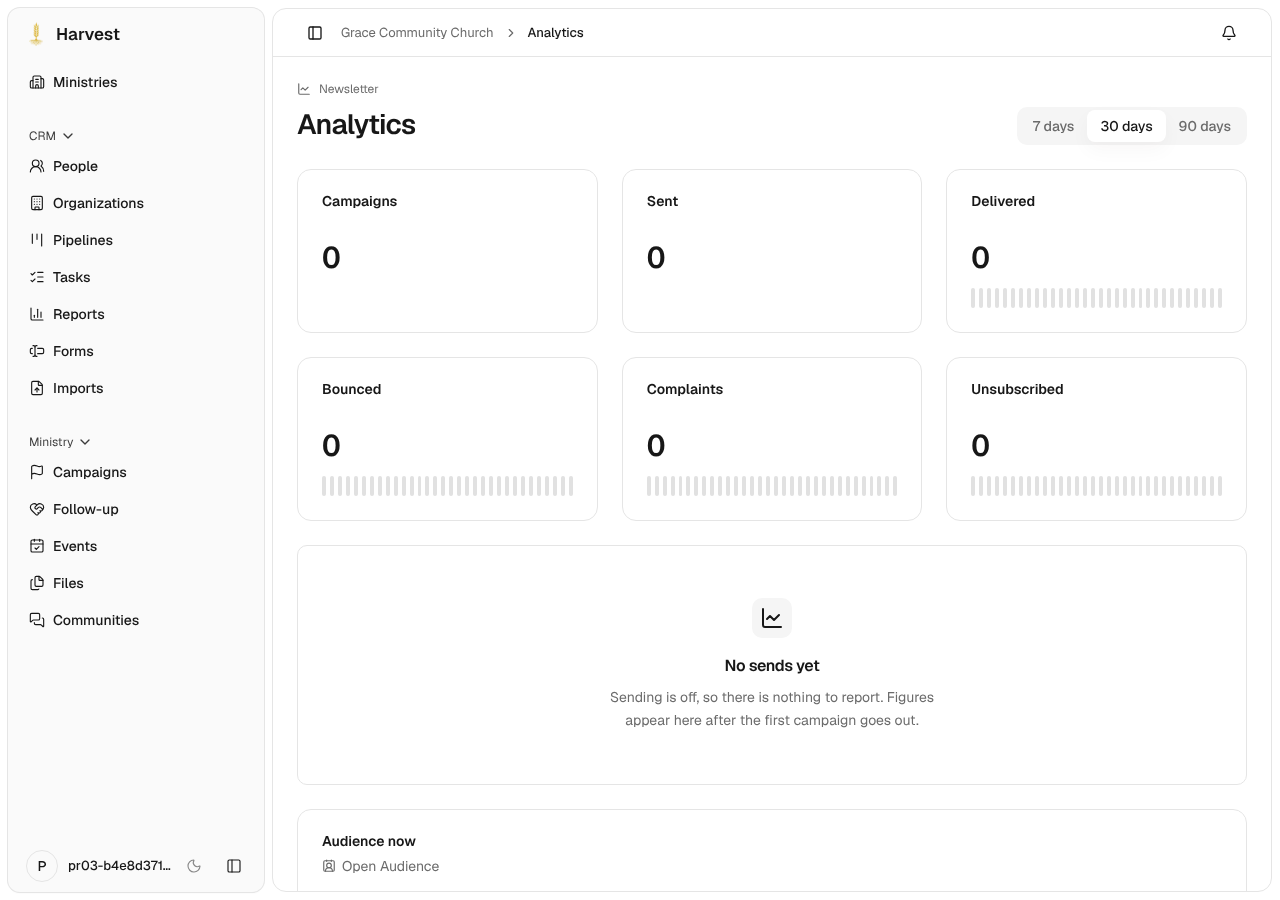 Harvest
Ministries
CRM
People
Organizations
Pipelines
Tasks
Reports
Forms
Imports
Ministry
Campaigns
Follow-up
Events
Files
Communities
P pr03-b4e8d371...
Grace Community Church > Analytics
Newsletter
Analytics
7 days 30 days 90 days
Campaigns
0
Sent
0
Delivered
0
Bounced
0
Complaints
0
Unsubscribed
0
No sends yet
Sending is off, so there is nothing to report. Figures
appear here after the first campaign goes out.
Audience now
Open Audience